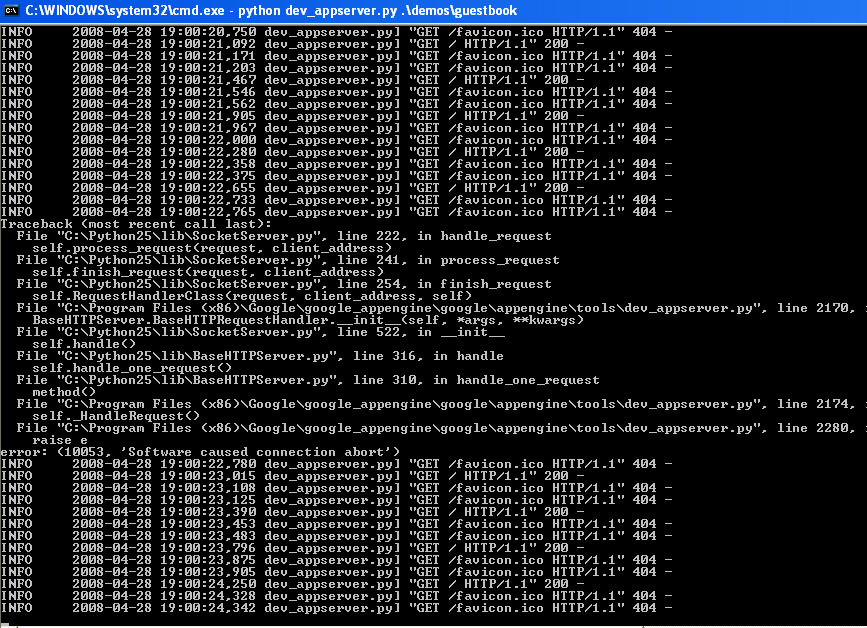 C:\WINDOWS\system32\cmd.exe - python dev_appserver.py .\demos\guestbook
INFO     2008-04-28 19:00:20,750 dev_appserver.py] "GET /favicon.ico HTTP/1.1" 404 -
INFO     2008-04-28 19:00:21,092 dev_appserver.py] "GET / HTTP/1.1" 200 -
INFO     2008-04-28 19:00:21,171 dev_appserver.py] "GET /favicon.ico HTTP/1.1" 404 -
INFO     2008-04-28 19:00:21,203 dev_appserver.py] "GET /favicon.ico HTTP/1.1" 404 -
INFO     2008-04-28 19:00:21,467 dev_appserver.py] "GET / HTTP/1.1" 200 -
INFO     2008-04-28 19:00:21,546 dev_appserver.py] "GET /favicon.ico HTTP/1.1" 404 -
INFO     2008-04-28 19:00:21,562 dev_appserver.py] "GET /favicon.ico HTTP/1.1" 404 -
INFO     2008-04-28 19:00:21,905 dev_appserver.py] "GET / HTTP/1.1" 200 -
INFO     2008-04-28 19:00:21,967 dev_appserver.py] "GET /favicon.ico HTTP/1.1" 404 -
INFO     2008-04-28 19:00:22,000 dev_appserver.py] "GET /favicon.ico HTTP/1.1" 404 -
INFO     2008-04-28 19:00:22,280 dev_appserver.py] "GET / HTTP/1.1" 200 -
INFO     2008-04-28 19:00:22,358 dev_appserver.py] "GET /favicon.ico HTTP/1.1" 404 -
INFO     2008-04-28 19:00:22,375 dev_appserver.py] "GET /favicon.ico HTTP/1.1" 404 -
INFO     2008-04-28 19:00:22,655 dev_appserver.py] "GET / HTTP/1.1" 200 -
INFO     2008-04-28 19:00:22,733 dev_appserver.py] "GET /favicon.ico HTTP/1.1" 404 -
INFO     2008-04-28 19:00:22,765 dev_appserver.py] "GET /favicon.ico HTTP/1.1" 404 -
Traceback (most recent call last):
  File "C:\Python25\lib\SocketServer.py", line 222, in handle_request
    self.process_request(request, client_address)
  File "C:\Python25\lib\SocketServer.py", line 241, in process_request
    self.finish_request(request, client_address)
  File "C:\Python25\lib\SocketServer.py", line 254, in finish_request
    self.RequestHandlerClass(request, client_address, self)
  File "C:\Program Files (x86)\Google\google_appengine\google\appengine\tools\dev_appserver.py", line 2170,
    BaseHTTPServer.BaseHTTPRequestHandler.__init__(self, *args, **kwargs)
  File "C:\Python25\lib\SocketServer.py", line 522, in __init__
    self.handle()
  File "C:\Python25\lib\BaseHTTPServer.py", line 316, in handle
    self.handle_one_request()
  File "C:\Python25\lib\BaseHTTPServer.py", line 310, in handle_one_request
    method()
  File "C:\Program Files (x86)\Google\google_appengine\google\appengine\tools\dev_appserver.py", line 2174,
    self._HandleRequest()
  File "C:\Program Files (x86)\Google\google_appengine\google\appengine\tools\dev_appserver.py", line 2280,
    raise e
error: (10053, 'Software caused connection abort')
INFO     2008-04-28 19:00:22,780 dev_appserver.py] "GET /favicon.ico HTTP/1.1" 404 -
INFO     2008-04-28 19:00:23,015 dev_appserver.py] "GET / HTTP/1.1" 200 -
INFO     2008-04-28 19:00:23,108 dev_appserver.py] "GET /favicon.ico HTTP/1.1" 404 -
INFO     2008-04-28 19:00:23,125 dev_appserver.py] "GET /favicon.ico HTTP/1.1" 404 -
INFO     2008-04-28 19:00:23,390 dev_appserver.py] "GET / HTTP/1.1" 200 -
INFO     2008-04-28 19:00:23,453 dev_appserver.py] "GET /favicon.ico HTTP/1.1" 404 -
INFO     2008-04-28 19:00:23,483 dev_appserver.py] "GET /favicon.ico HTTP/1.1" 404 -
INFO     2008-04-28 19:00:23,796 dev_appserver.py] "GET / HTTP/1.1" 200 -
INFO     2008-04-28 19:00:23,875 dev_appserver.py] "GET /favicon.ico HTTP/1.1" 404 -
INFO     2008-04-28 19:00:23,905 dev_appserver.py] "GET /favicon.ico HTTP/1.1" 404 -
INFO     2008-04-28 19:00:24,250 dev_appserver.py] "GET / HTTP/1.1" 200 -
INFO     2008-04-28 19:00:24,328 dev_appserver.py] "GET /favicon.ico HTTP/1.1" 404 -
INFO     2008-04-28 19:00:24,342 dev_appserver.py] "GET /favicon.ico HTTP/1.1" 404 -